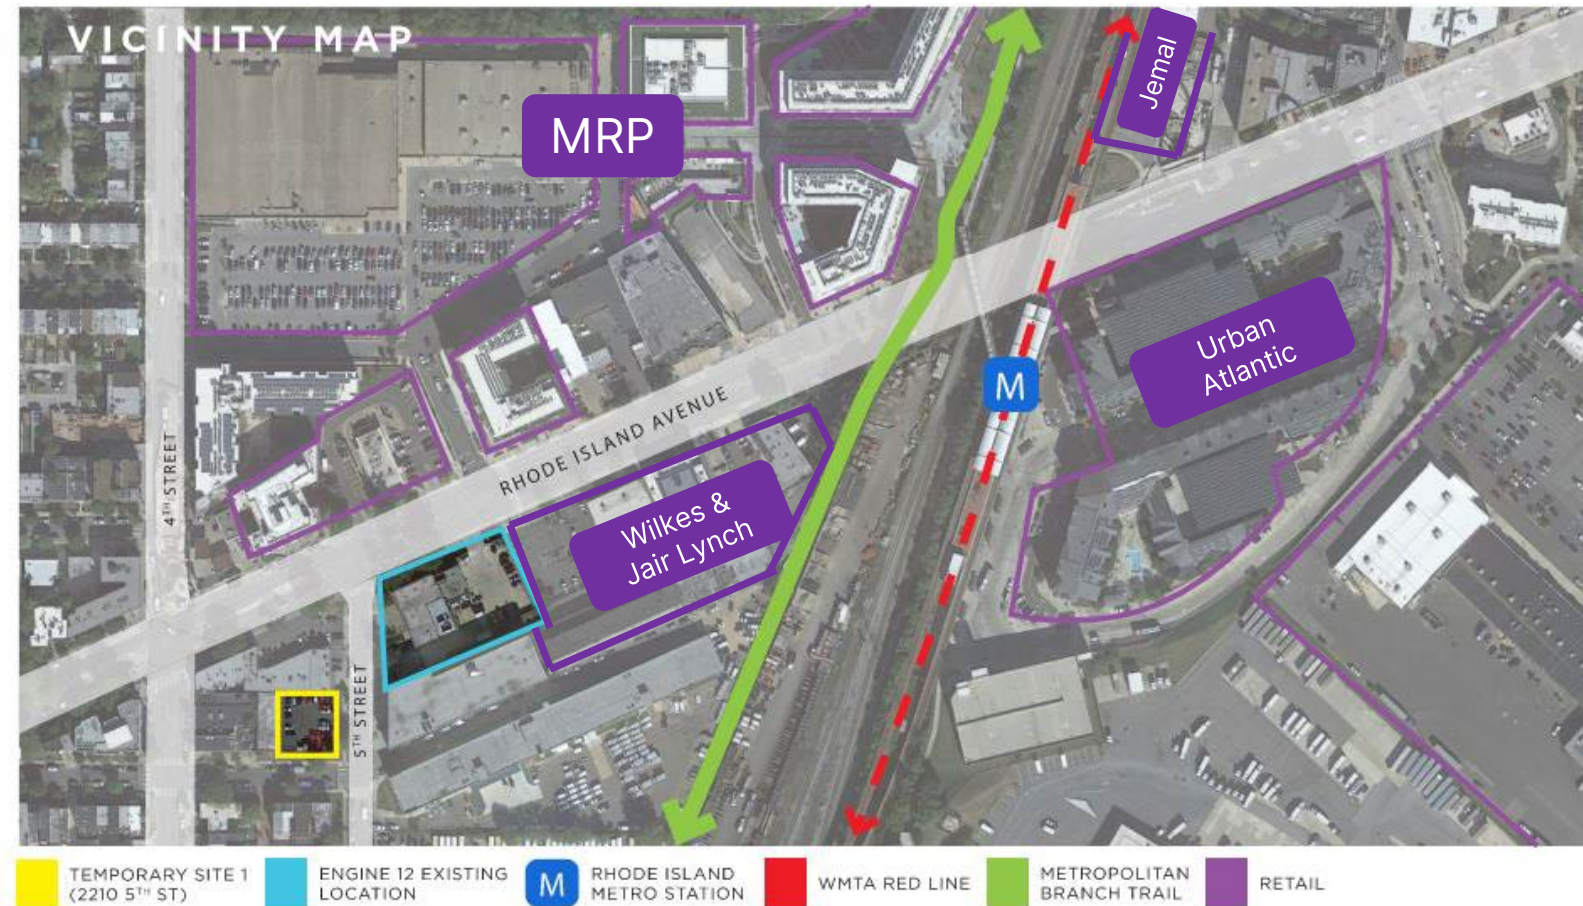 VICINITY MAP
MRP
Jemal
Urban
Atlantic
M
RHODE ISLAND AVENUE
4TH STREET
Wilkes &
Jair Lynch
5TH STREET
TEMPORARY SITE 1
(2210 5TH ST)
ENGINE 12 EXISTING
LOCATION
M
RHODE ISLAND
METRO STATION
WMTA RED LINE
METROPOLITAN
BRANCH TRAIL
RETAIL